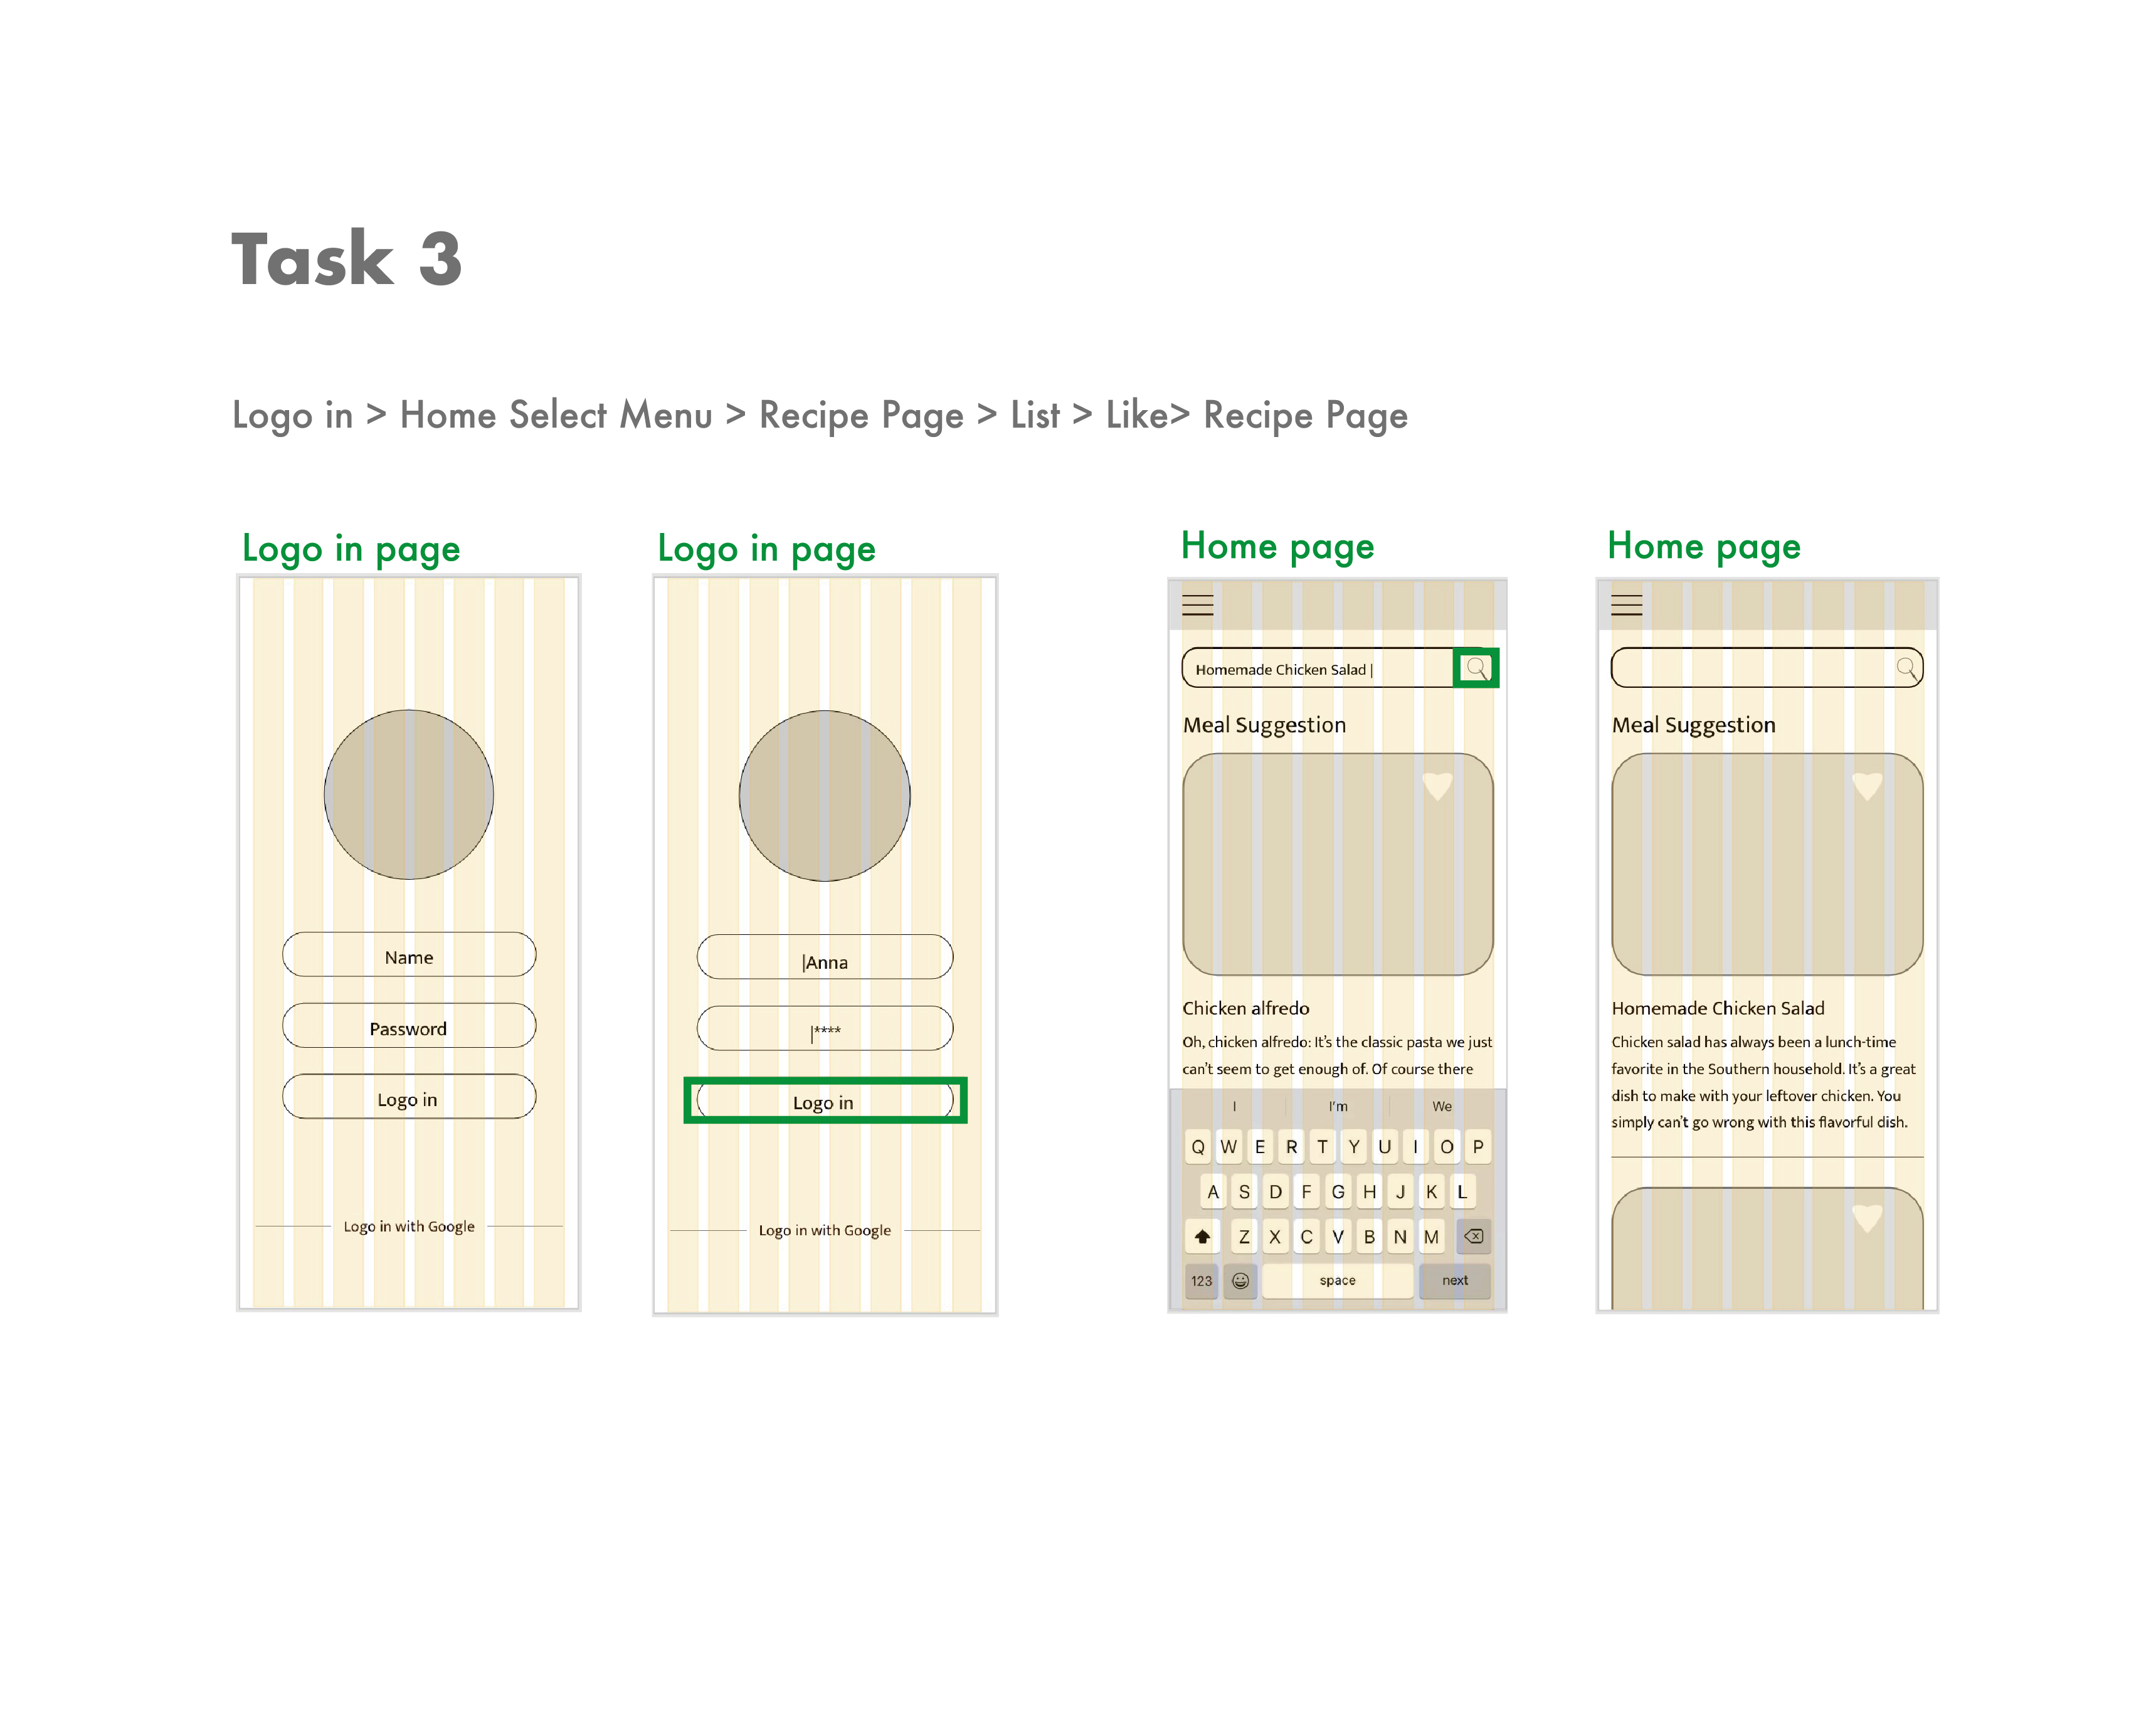 Task 3
Logo in > Home Select Menu > Recipe Page > List > Like> Recipe Page
Logo in page
Name
Password
Logo in
Logo in with Google
Logo in page
|Anna
|****
Logo in
Logo in with Google
Home page
Homemade Chicken Salad |
Meal Suggestion
Chicken alfredo
Oh, chicken alfredo: It's the classic pasta we just
can't seem to get enough of. Of course there
I I'm We
Q W E R T Y U I O P
A S D F G H J K L
Z X C V B N M
123 space next
Home page
Meal Suggestion
Homemade Chicken Salad
Chicken salad has always been a lunch-time
favorite in the Southern household. It's a great
dish to make with your leftover chicken. You
simply can't go wrong with this flavorful dish.